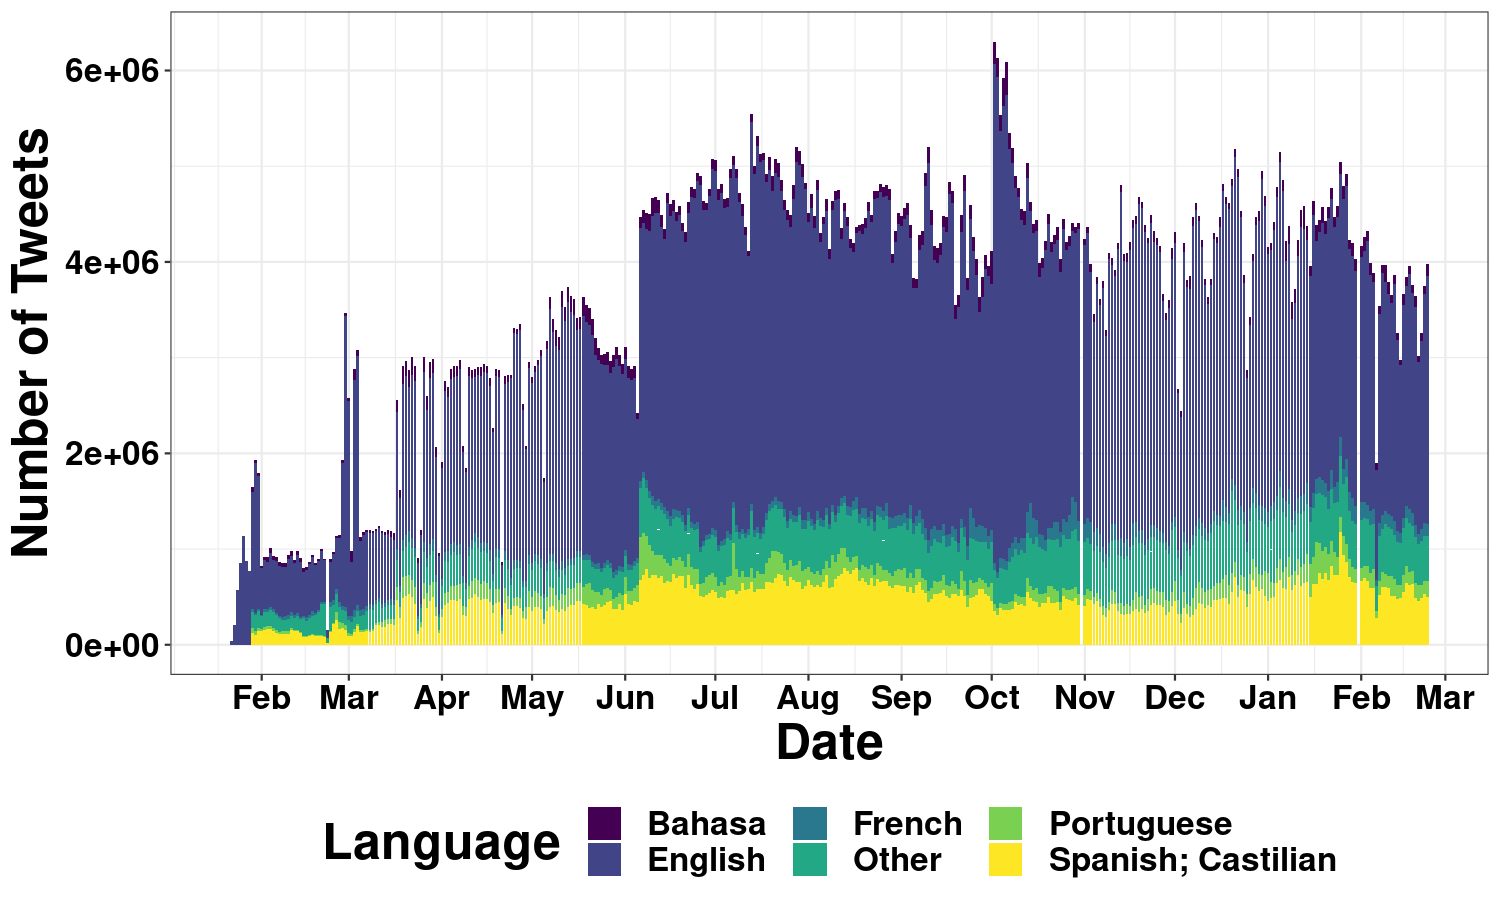 Number of Tweets
6e+06
4e+06
2e+06
0e+00
Feb Mar Apr May Jun Jul Aug Sep Oct Nov Dec Jan Feb Mar
Date
Language
Bahasa French Portuguese
English Other Spanish; Castilian